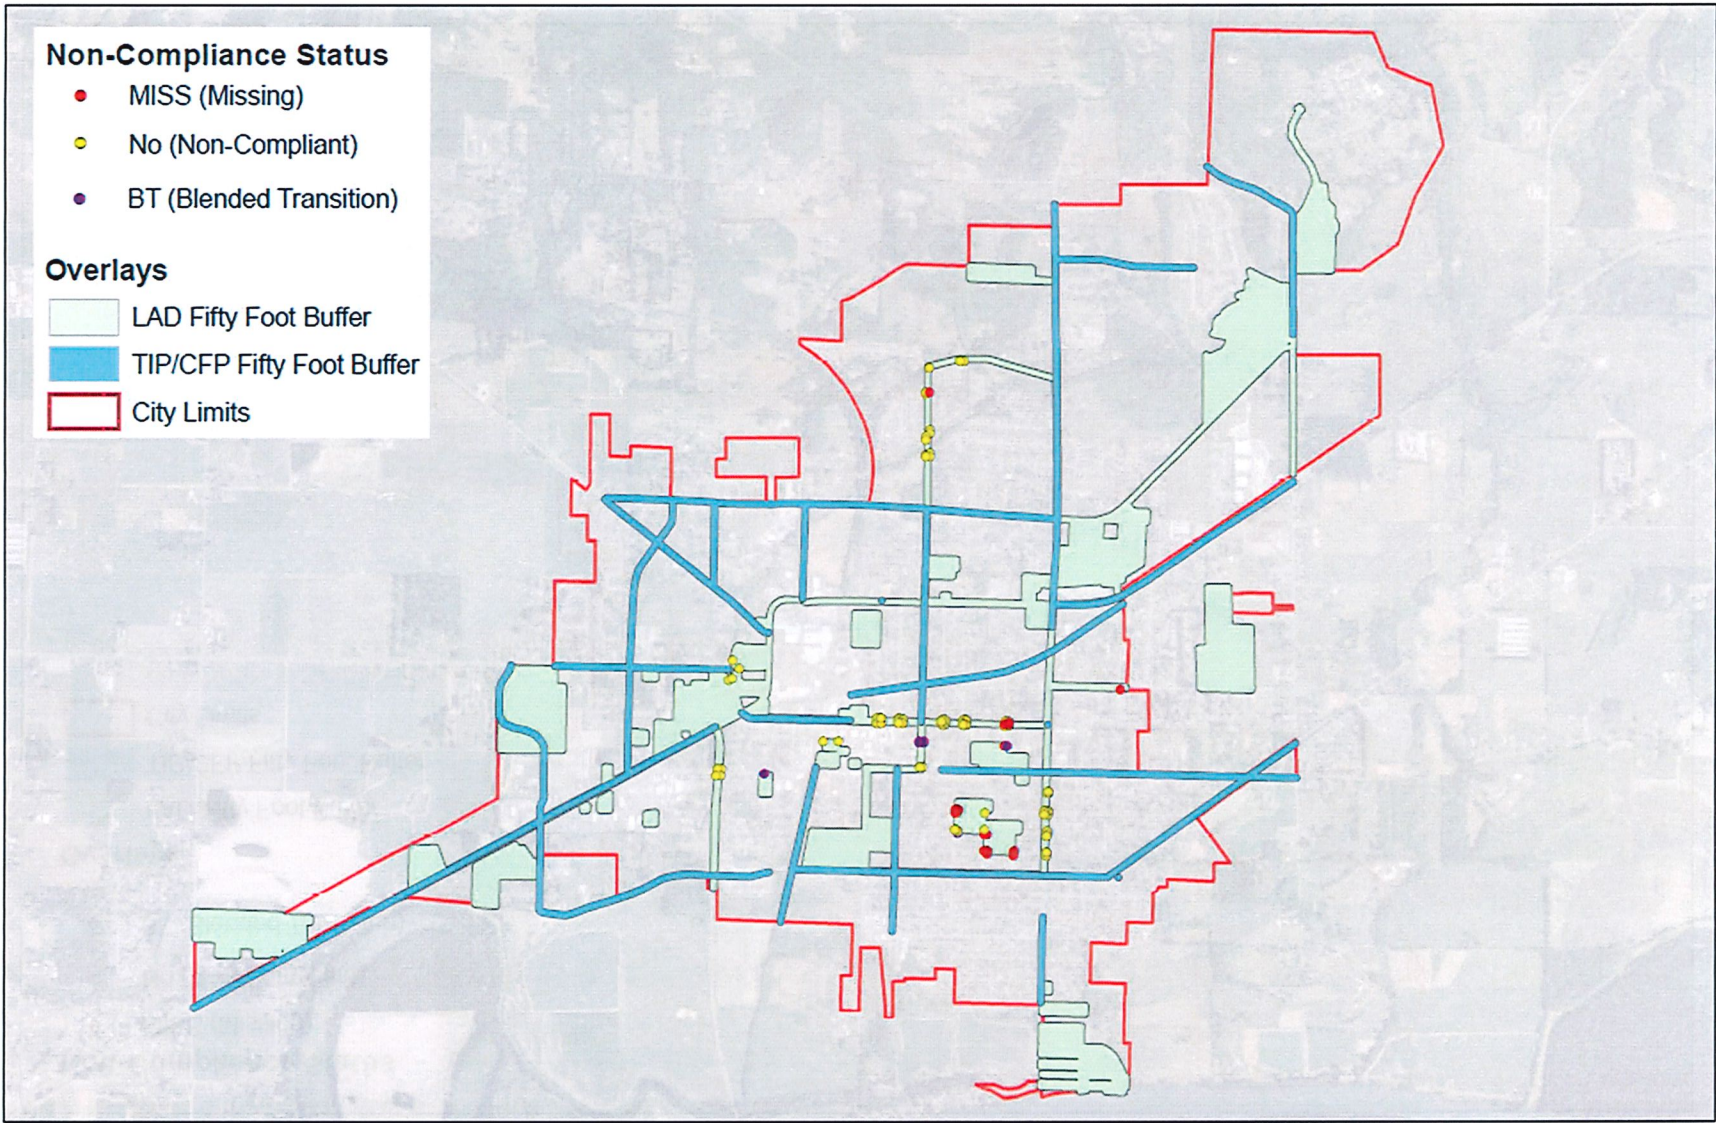 Non-Compliance Status
MISS (Missing)
No (Non-Compliant)
BT (Blended Transition)
Overlays
LAD Fifty Foot Buffer
TIP/CFP Fifty Foot Buffer
City Limits